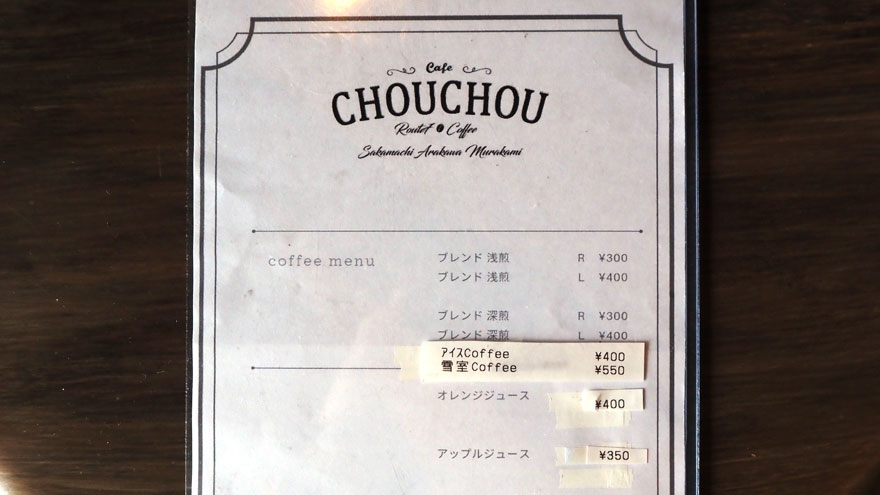 Cafe
CHOUCHOU
Route7 Coffee
Sakamachi Arakawa Murakami
coffee menu
ブレンド 浅煎 R ¥300
ブレンド 浅煎 L ¥400
ブレンド 深煎 R ¥300
ブレンド 深煎 L ¥400
ｱｲｽCoffee ¥400
雪室Coffee ¥550
オレンジジュース ¥400
アップルジュース ¥350